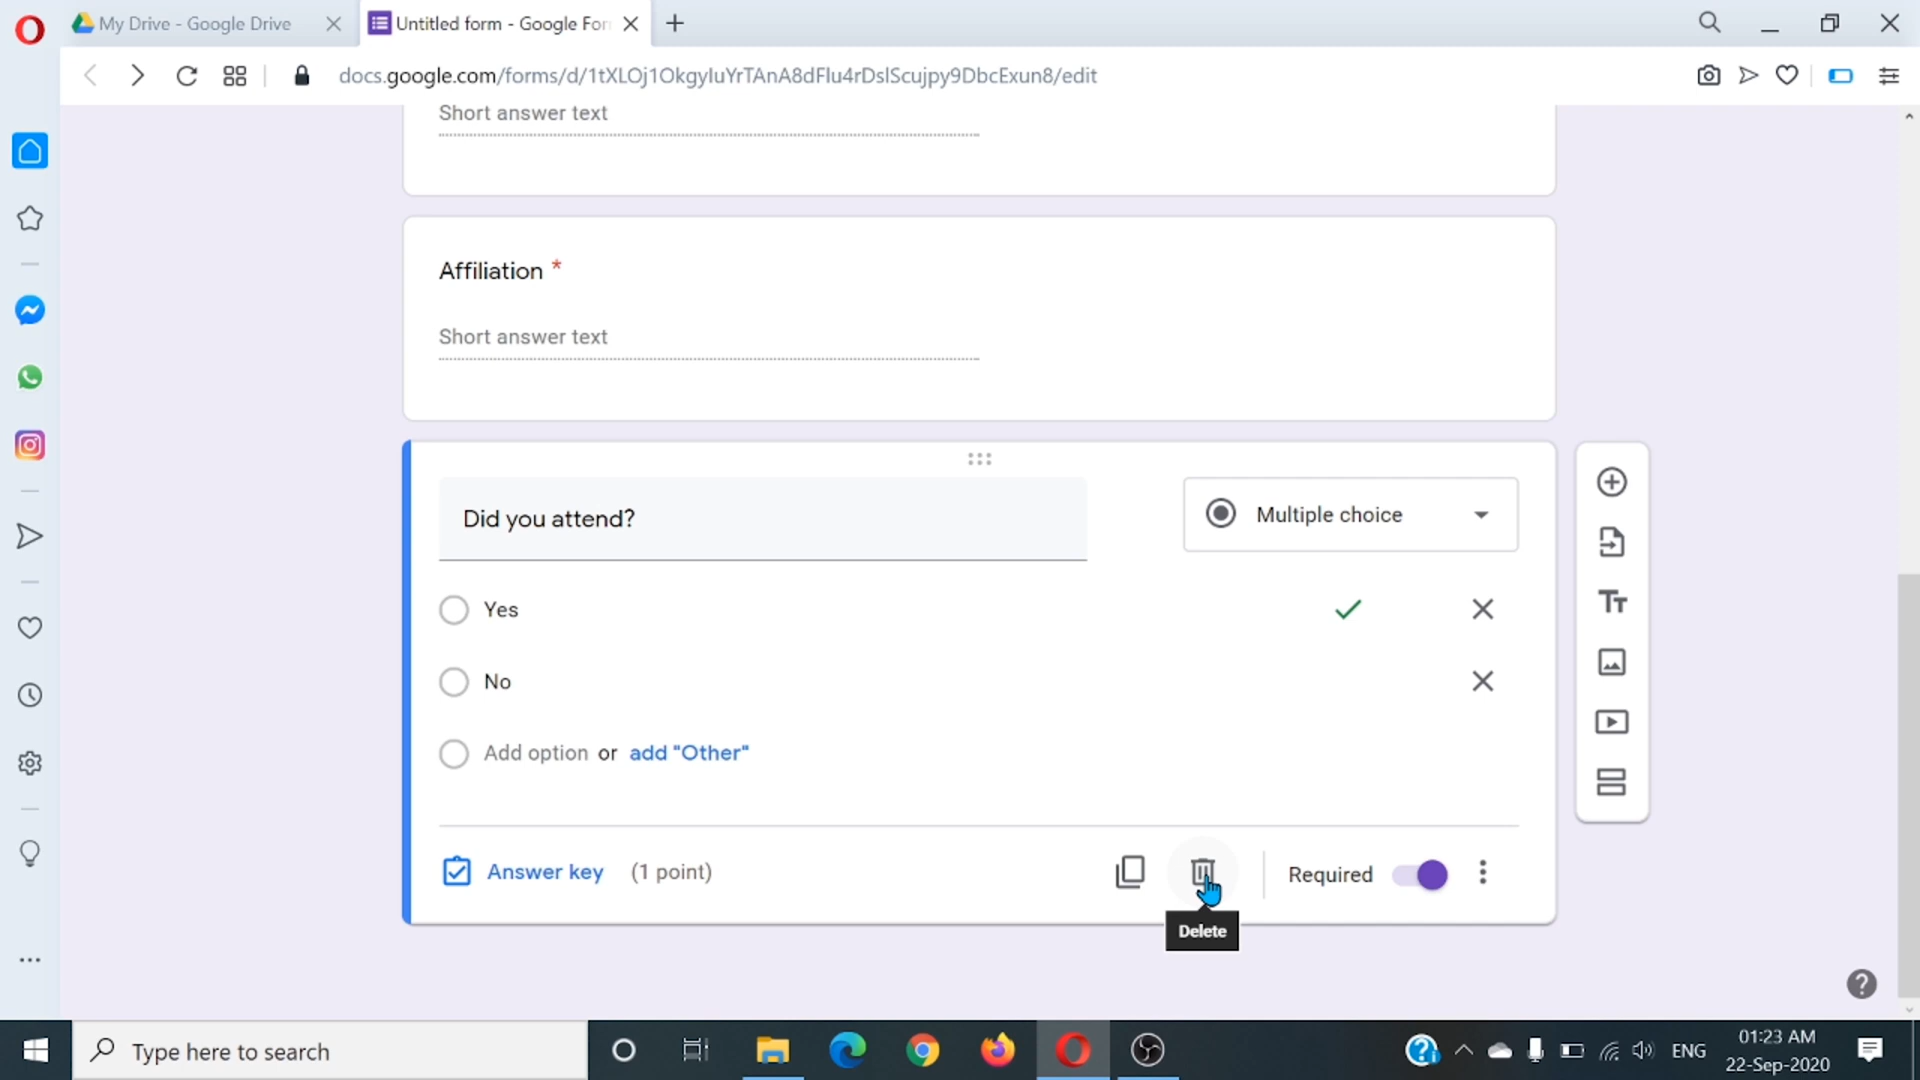 My Drive - Google Drive
Untitled form - Google For
docs.google.com/forms/d/1tXLOj1OkgyIuYrTAnA8dFlu4rDslScujpy9DbcExun8/edit
Short answer text
Affiliation *
Short answer text
Did you attend?
Multiple choice
Yes
No
Add option or add "Other"
Answer key (1 point)
Required
Delete
Type here to search
ENG
01:23 AM
22-Sep-2020